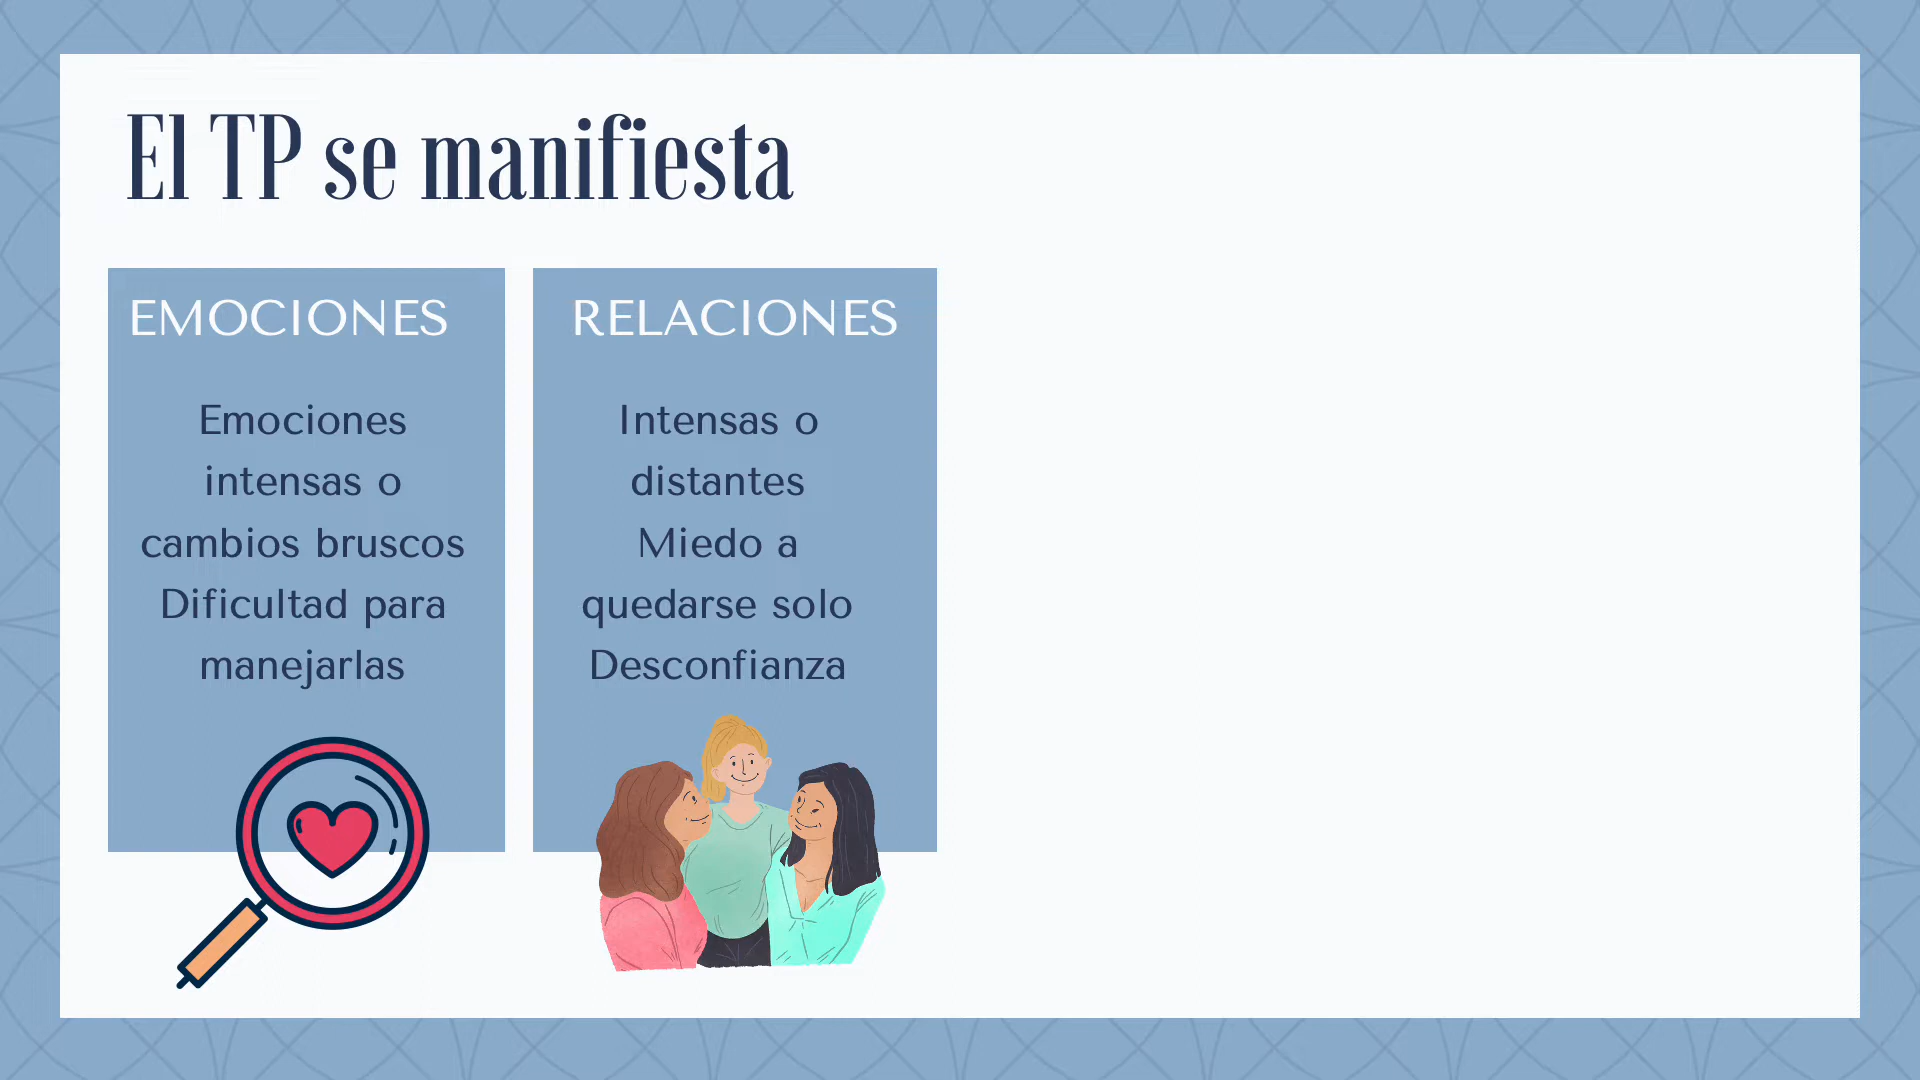 El TP se manifiesta
EMOCIONES
Emociones
intensas o
cambios bruscos
Dificultad para
manejarlas
RELACIONES
Intensas o
distantes
Miedo a
quedarse solo
Desconfianza